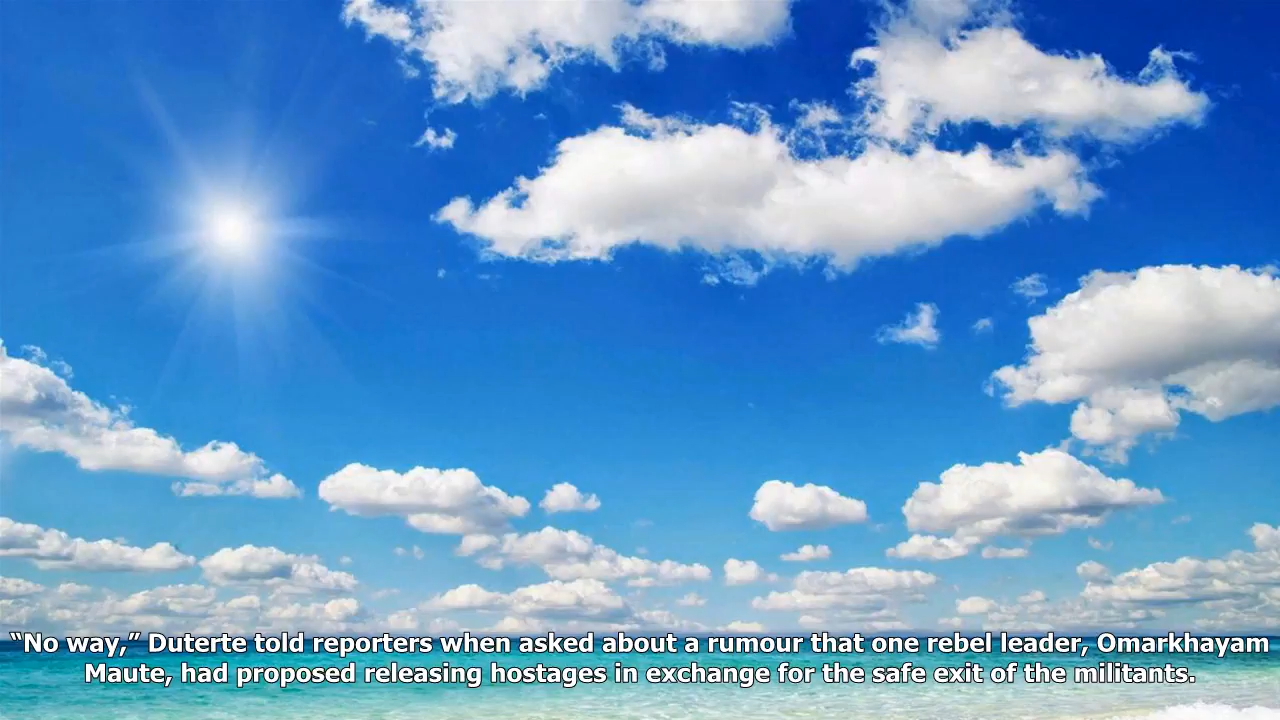 “No way,” Duterte told reporters when asked about a rumour that one rebel leader, Omarkhayam
Maute, had proposed releasing hostages in exchange for the safe exit of the militants.